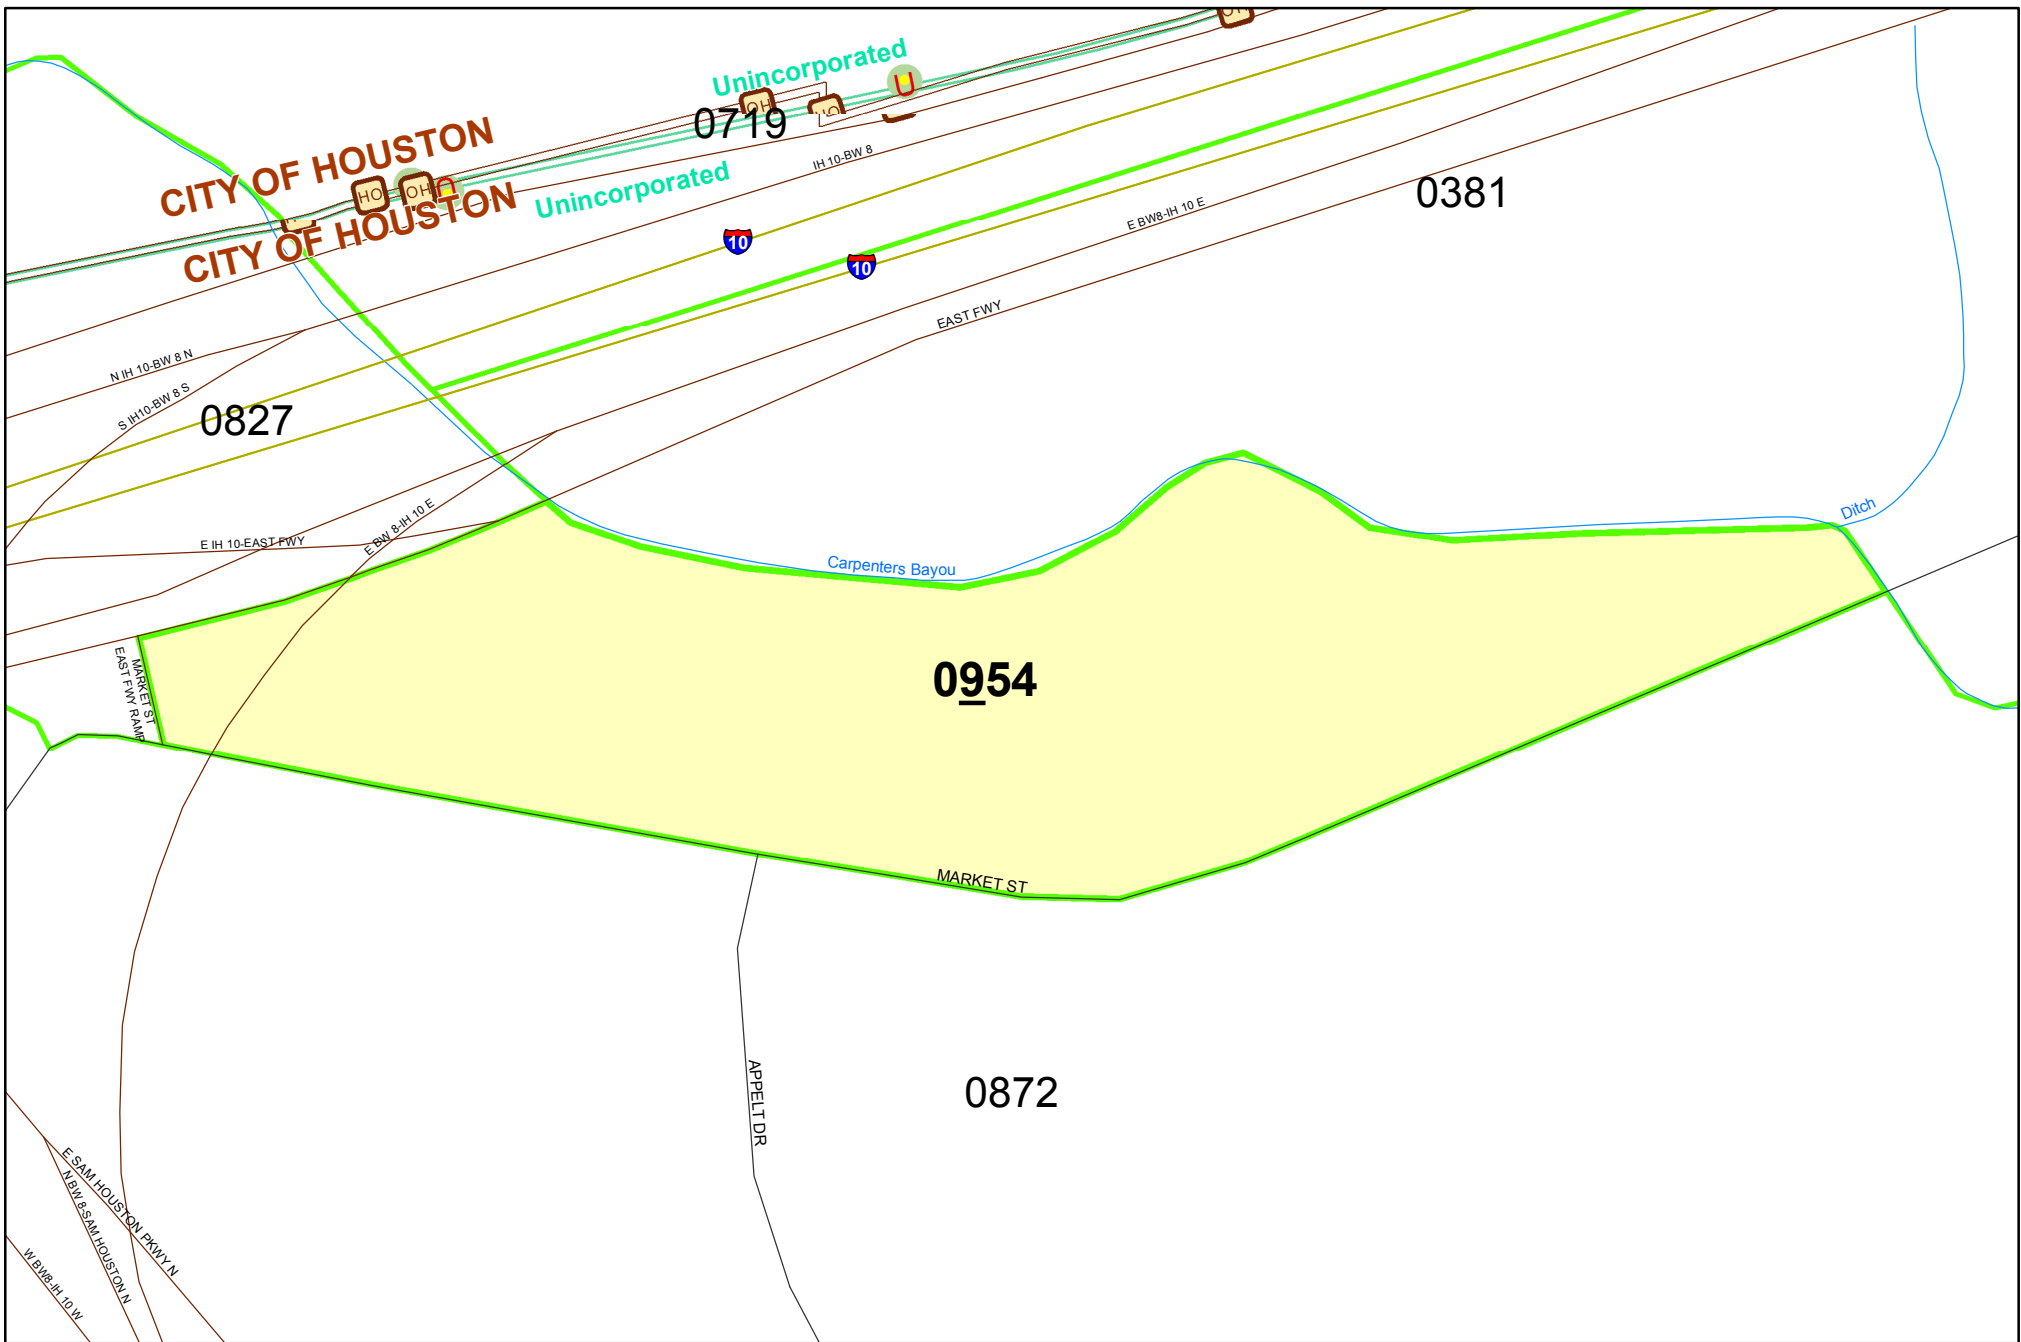 Unincorporated
CITY OF HOUSTON
0719
HO
OH
OH
U
IH 10-BW 8
Unincorporated
CITY OF HOUSTON
0381
E BW8-IH 10 E
10
10
EAST FWY
N IH 10-BW 8 N
S IH10-BW 8 S
0827
E IH 10-EAST FWY
E BW 8-IH 10 E
Carpenters Bayou
Ditch
MARKET ST
EAST FWY RAMP
0954
MARKET ST
APPELT DR
0872
E SAM HOUSTON PKWY N
N BW 8-SAM HOUSTON N
W BW8-IH 10 W